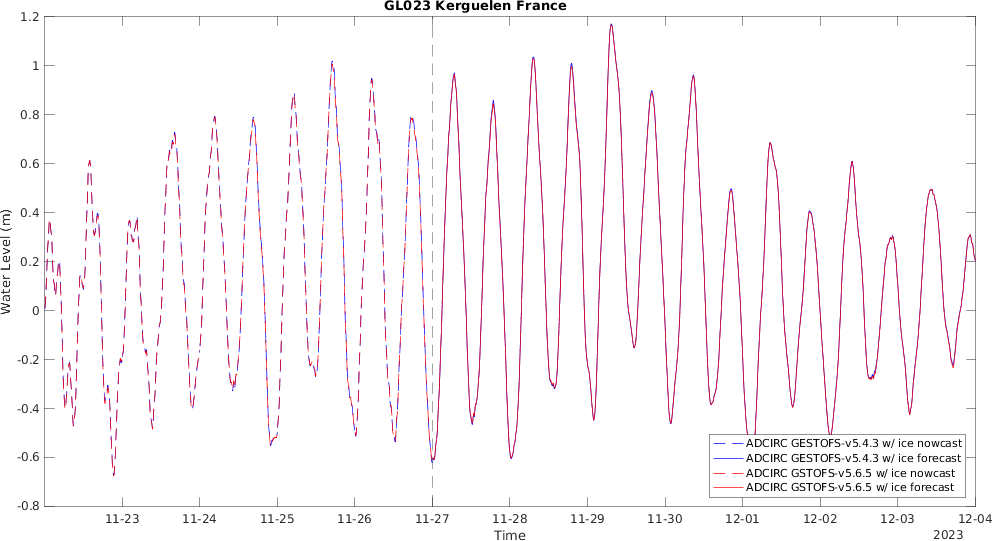 GL023 Kerguelen France
1.2
1
0.8
0.6
0.4
0.2
0
-0.2
-0.4
-0.6
-0.8
Water Level (m)
ADCIRC GESTOFS-v5.4.3 w/ ice nowcast
ADCIRC GESTOFS-v5.4.3 w/ ice forecast
ADCIRC GSTOFS-v5.6.5 w/ ice nowcast
ADCIRC GSTOFS-v5.6.5 w/ ice forecast
11-23 11-24 11-25 11-26 11-27 11-28 11-29 11-30 12-01 12-02 12-03 12-04
Time
2023